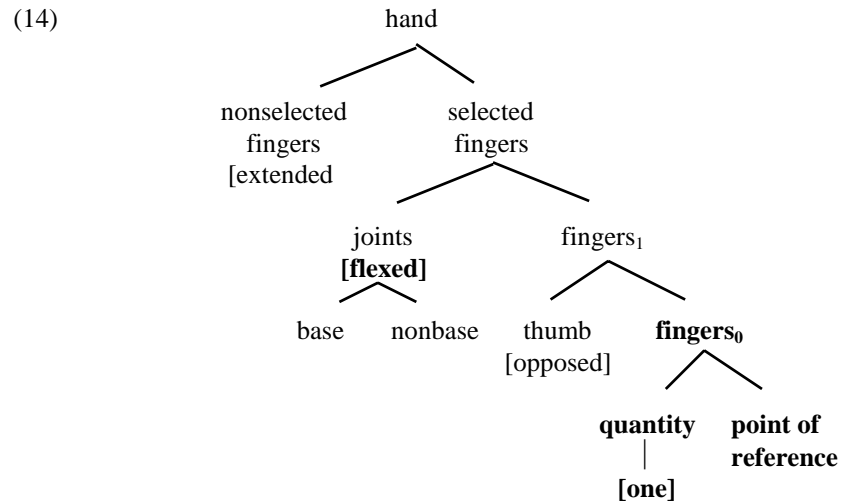 (14) hand
nonselected selected
fingers fingers
[extended
joints fingers₁
[flexed]
base nonbase thumb fingers₀
[opposed]
quantity point of
reference
[one]